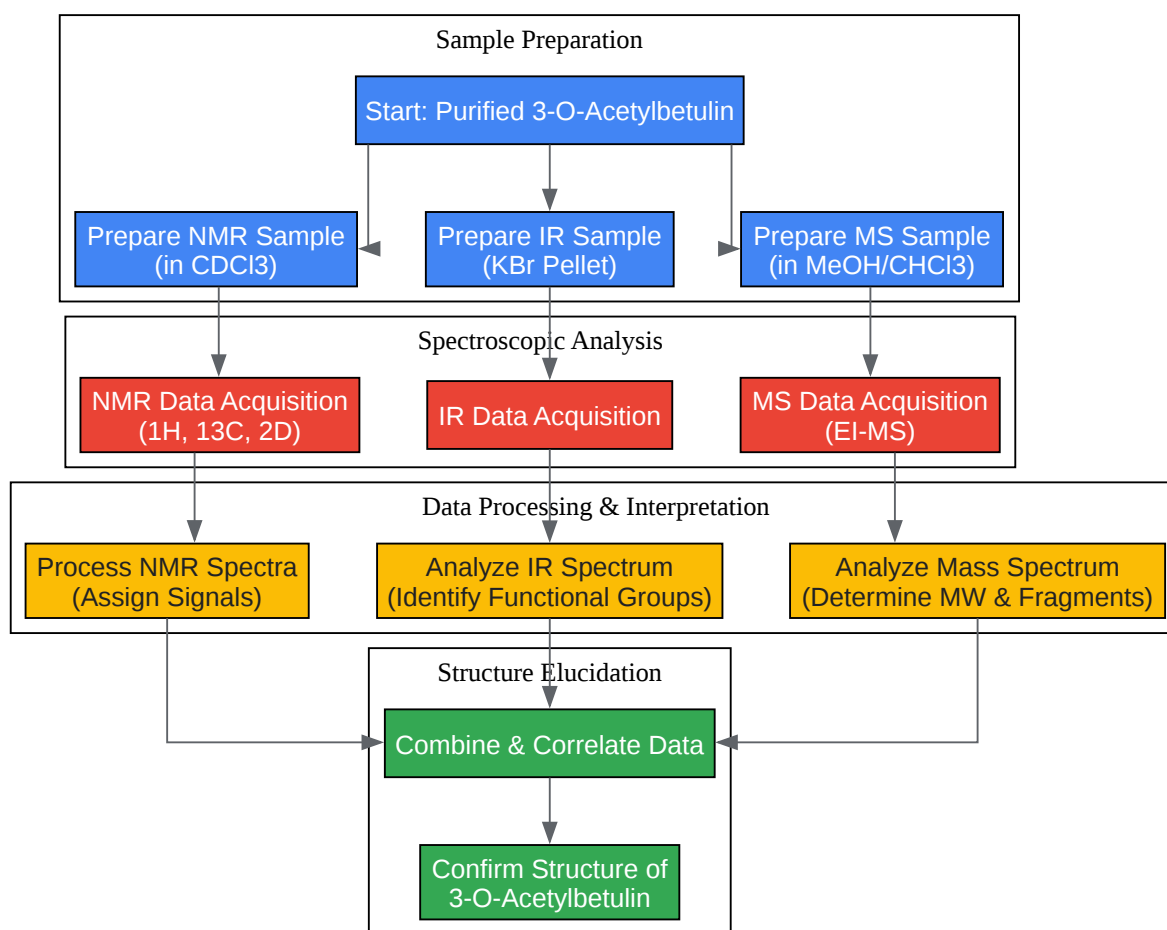 Sample Preparation
Start: Purified 3-O-Acetylbetulin
Prepare NMR Sample
(in CDCl3)
Prepare IR Sample
(KBr Pellet)
Prepare MS Sample
(in MeOH/CHCl3)
Spectroscopic Analysis
NMR Data Acquisition
(1H, 13C, 2D)
IR Data Acquisition
MS Data Acquisition
(EI-MS)
Data Processing & Interpretation
Process NMR Spectra
(Assign Signals)
Analyze IR Spectrum
(Identify Functional Groups)
Analyze Mass Spectrum
(Determine MW & Fragments)
Structure Elucidation
Combine & Correlate Data
Confirm Structure of
3-O-Acetylbetulin